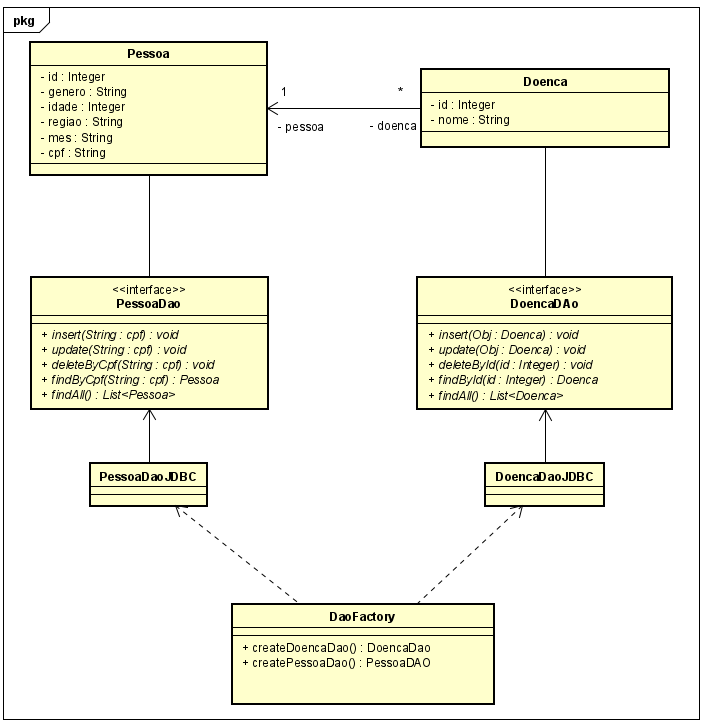 pkg
Pessoa
- id : Integer
- genero : String
- idade : Integer
- regiao : String
- mes : String
- cpf : String
1
*
- pessoa
- doenca
Doenca
- id : Integer
- nome : String
<<interface>>
PessoaDao
+ insert(String : cpf) : void
+ update(String : cpf) : void
+ deleteByCpf(String : cpf) : void
+ findByCpf(String : cpf) : Pessoa
+ findAll() : List<Pessoa>
<<interface>>
DoencaDAo
+ insert(Obj : Doenca) : void
+ update(Obj : Doenca) : void
+ deleteById(id : Integer) : void
+ findById(id : Integer) : Doenca
+ findAll() : List<Doenca>
PessoaDaoJDBC
DoencaDaoJDBC
DaoFactory
+ createDoencaDao() : DoencaDao
+ createPessoaDao() : PessoaDAO